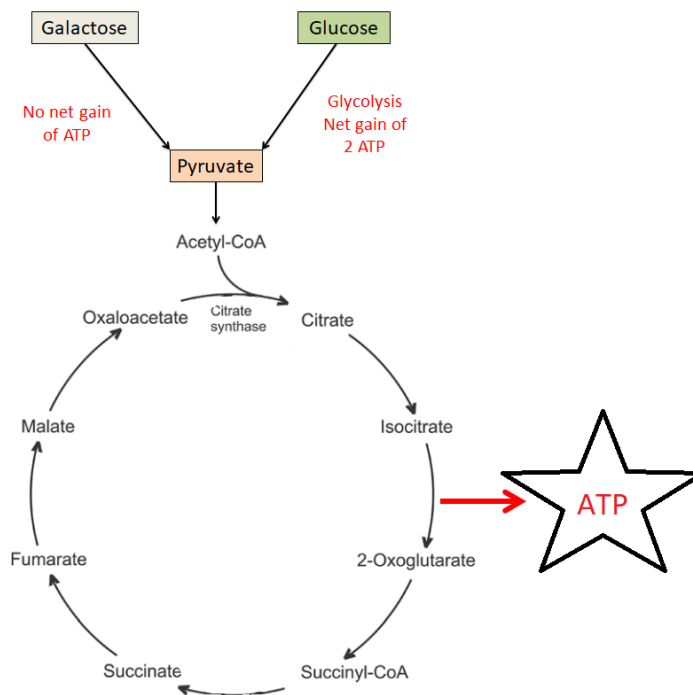 Galactose
Glucose
No net gain
of ATP
Glycolysis
Net gain of
2 ATP
Pyruvate
Acetyl-CoA
Oxaloacetate
Citrate
synthase
Citrate
Malate
Isocitrate
ATP
Fumarate
2-Oxoglutarate
Succinate
Succinyl-CoA